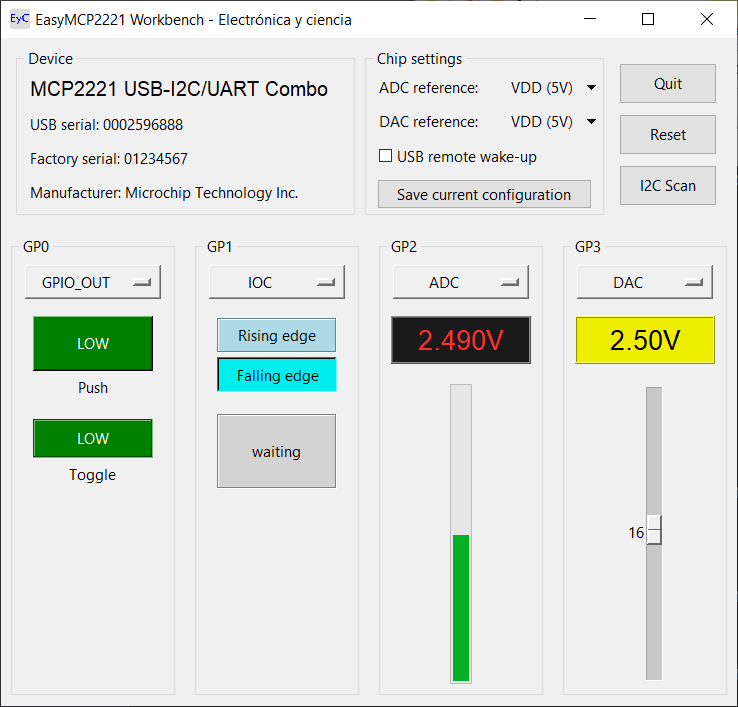 EyC EasyMCP2221 Workbench - Electrónica y ciencia
Device
MCP2221 USB-I2C/UART Combo
USB serial: 0002596888
Factory serial: 01234567
Manufacturer: Microchip Technology Inc.
Chip settings
ADC reference: VDD (5V)
DAC reference: VDD (5V)
USB remote wake-up
Save current configuration
Quit
Reset
I2C Scan
GP0
GPIO_OUT
LOW
Push
LOW
Toggle
GP1
IOC
Rising edge
Falling edge
waiting
GP2
ADC
2.490V
GP3
DAC
2.50V
16